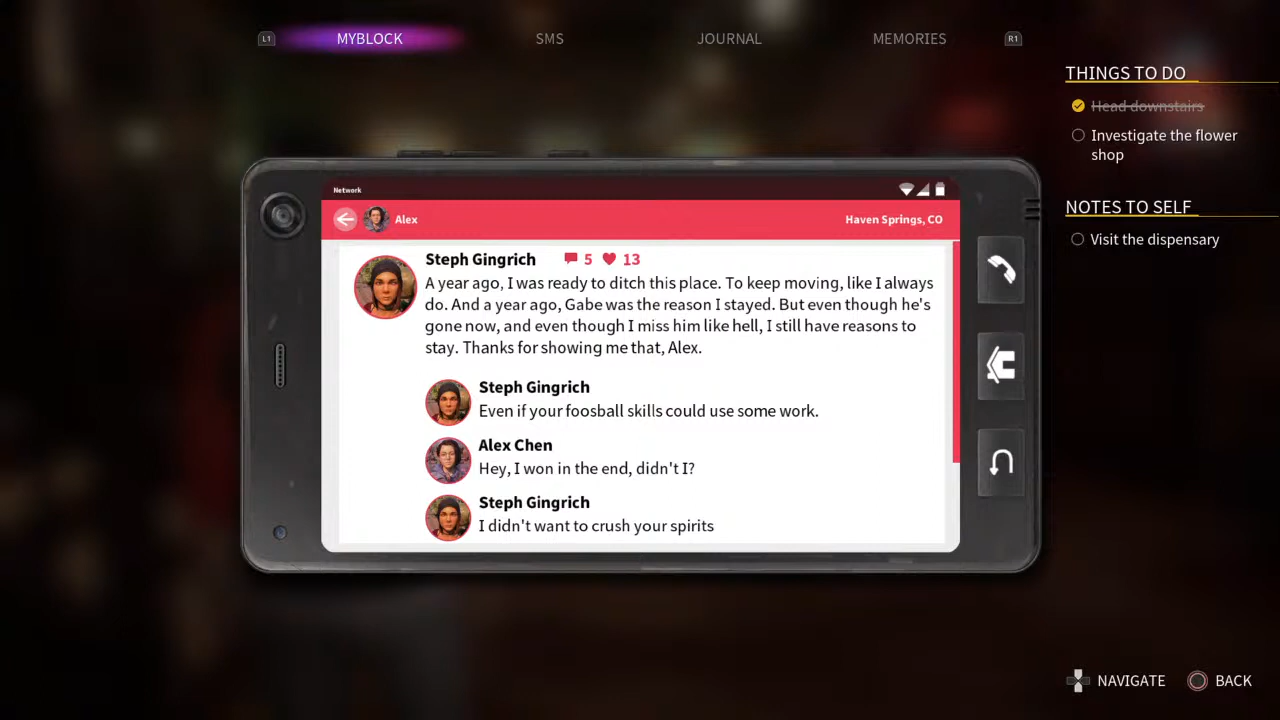 L1
MYBLOCK
SMS
JOURNAL
MEMORIES
R1
THINGS TO DO
Head downstairs
Investigate the flower
shop
NOTES TO SELF
Visit the dispensary
Network
Alex
Haven Springs, CO
Steph Gingrich 5 13
A year ago, I was ready to ditch this place. To keep moving, like I always
do. And a year ago, Gabe was the reason I stayed. But even though he's
gone now, and even though I miss him like hell, I still have reasons to
stay. Thanks for showing me that, Alex.
Steph Gingrich
Even if your foosball skills could use some work.
Alex Chen
Hey, I won in the end, didn't I?
Steph Gingrich
I didn't want to crush your spirits
NAVIGATE
BACK